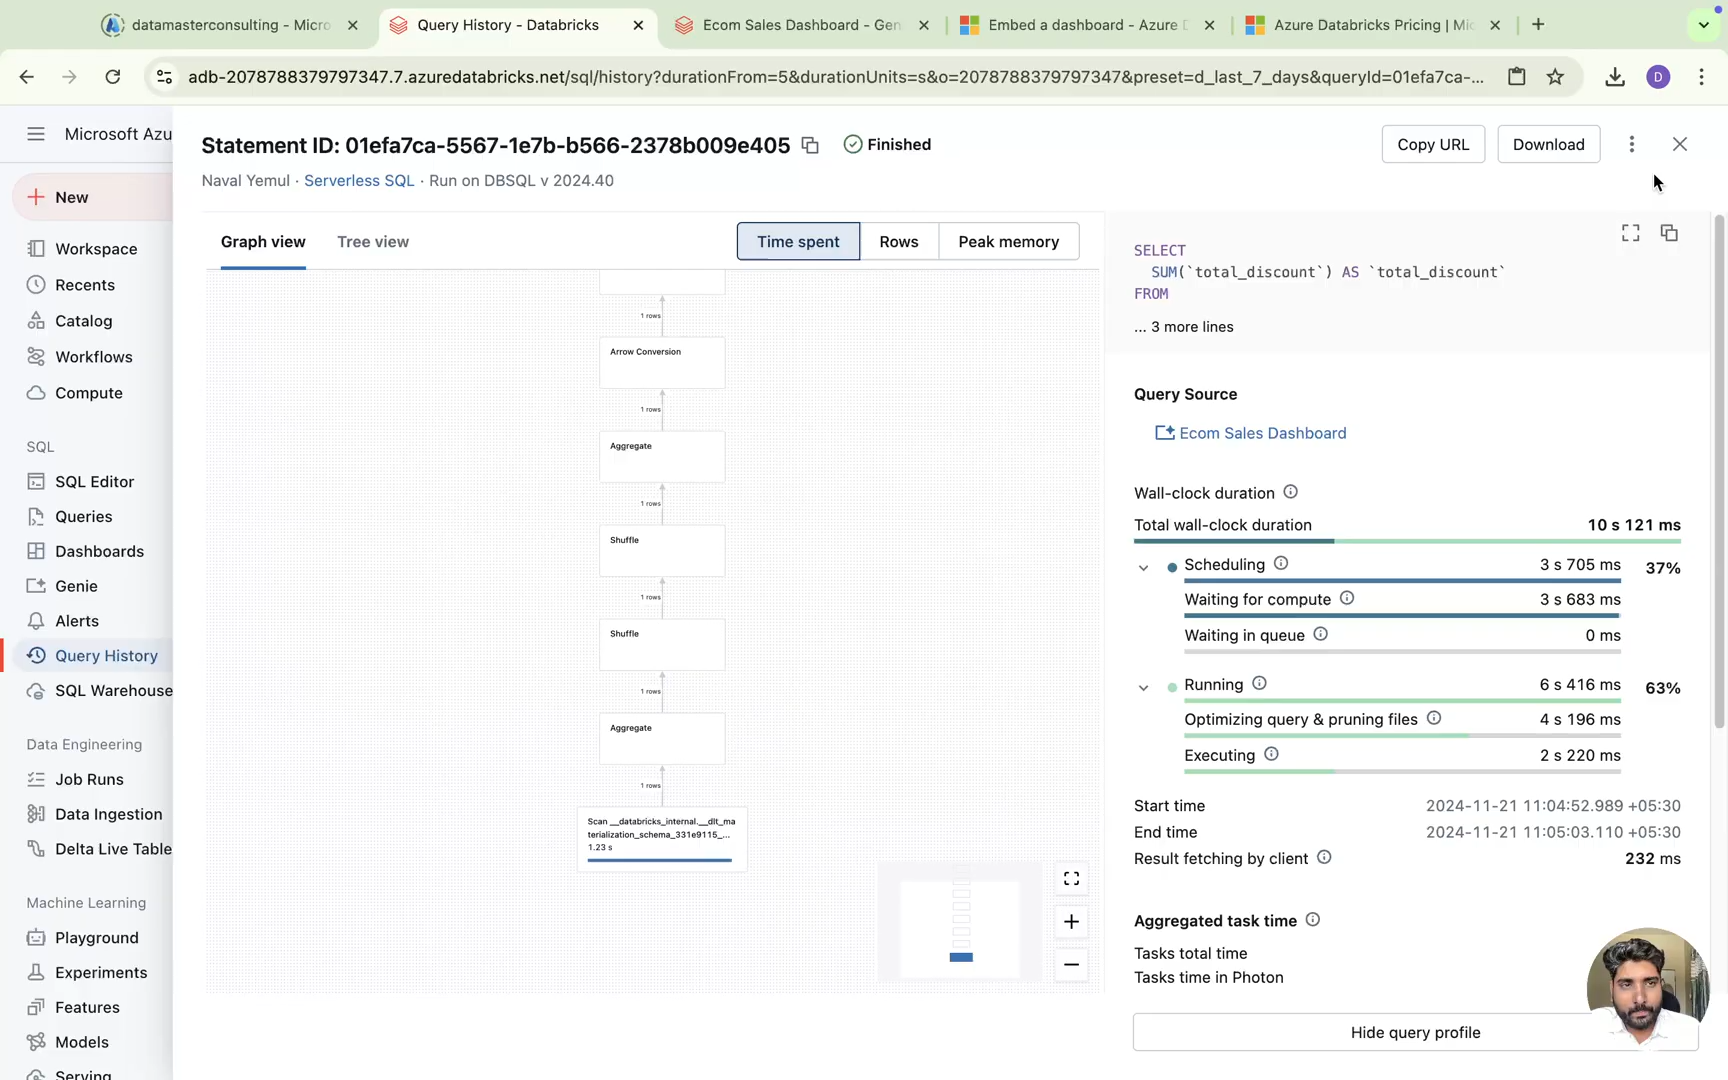 datamasterconsulting - Micro
Query History - Databricks
Ecom Sales Dashboard - Gen
Embed a dashboard - Azure D
Azure Databricks Pricing | Mic
adb-2078788379797347.7.azuredatabricks.net/sql/history?durationFrom=5&durationUnits=s&o=2078788379797347&preset=d_last_7_days&queryId=01efa7ca-...
D
Microsoft Azu
New
Workspace
Recents
Catalog
Workflows
Compute
SQL
SQL Editor
Queries
Dashboards
Genie
Alerts
Query History
SQL Warehouse
Data Engineering
Job Runs
Data Ingestion
Delta Live Table
Machine Learning
Playground
Experiments
Features
Models
Serving
Statement ID: 01efa7ca-5567-1e7b-b566-2378b009e405
Finished
Copy URL
Download
Naval Yemul · Serverless SQL · Run on DBSQL v 2024.40
Graph view
Tree view
Time spent
Rows
Peak memory
1 rows
Arrow Conversion
1 rows
Aggregate
1 rows
Shuffle
1 rows
Shuffle
1 rows
Aggregate
1 rows
Scan __databricks_internal.__dlt_ma
terialization_schema_331e9115_...
1.23 s
SELECT
SUM(`total_discount`) AS `total_discount`
FROM
... 3 more lines
Query Source
Ecom Sales Dashboard
Wall-clock duration
Total wall-clock duration 10 s 121 ms
Scheduling 3 s 705 ms 37%
Waiting for compute 3 s 683 ms
Waiting in queue 0 ms
Running 6 s 416 ms 63%
Optimizing query & pruning files 4 s 196 ms
Executing 2 s 220 ms
Start time 2024-11-21 11:04:52.989 +05:30
End time 2024-11-21 11:05:03.110 +05:30
Result fetching by client 232 ms
Aggregated task time
Tasks total time
Tasks time in Photon
Hide query profile